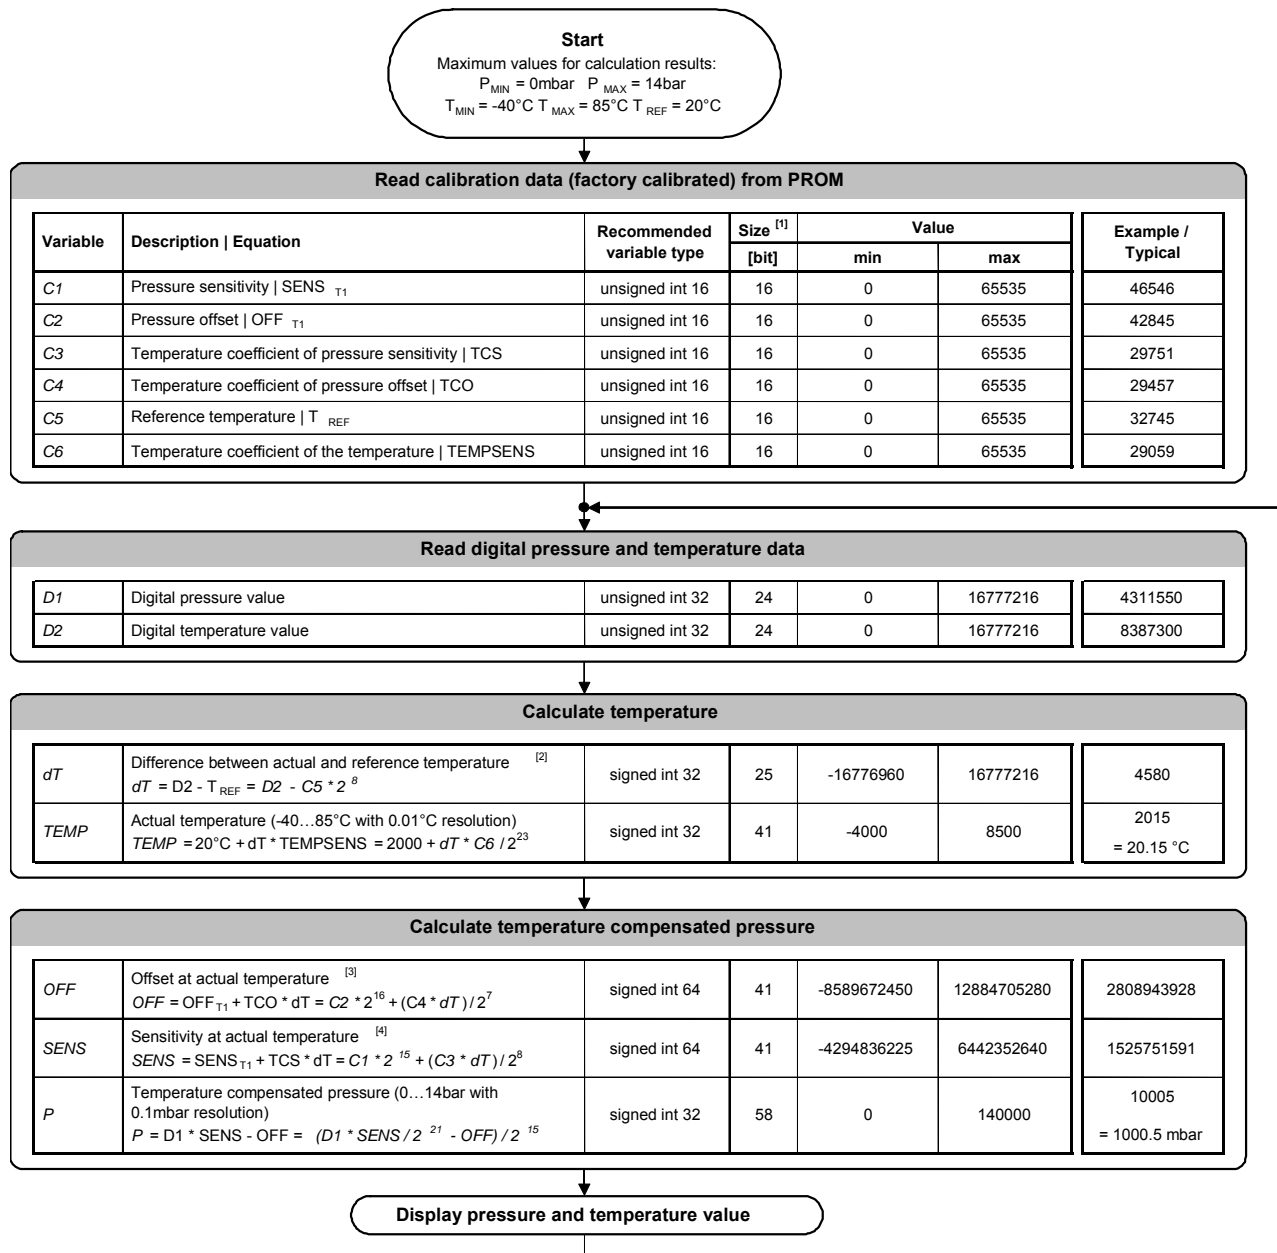 Start
Maximum values for calculation results:
P MIN = 0mbar P MAX = 14bar
T MIN = -40°C T MAX = 85°C T REF = 20°C
Read calibration data (factory calibrated) from PROM
Variable Description | Equation Recommended variable type Size [1] [bit] Value min max Example / Typical
C1 Pressure sensitivity | SENS T1 unsigned int 16 16 0 65535 46546
C2 Pressure offset | OFF T1 unsigned int 16 16 0 65535 42845
C3 Temperature coefficient of pressure sensitivity | TCS unsigned int 16 16 0 65535 29751
C4 Temperature coefficient of pressure offset | TCO unsigned int 16 16 0 65535 29457
C5 Reference temperature | T REF unsigned int 16 16 0 65535 32745
C6 Temperature coefficient of the temperature | TEMPSENS unsigned int 16 16 0 65535 29059
Read digital pressure and temperature data
D1 Digital pressure value unsigned int 32 24 0 16777216 4311550
D2 Digital temperature value unsigned int 32 24 0 16777216 8387300
Calculate temperature
Difference between actual and reference temperature [2]
dT dT = D2 - T REF = D2 - C5 * 2 8 signed int 32 25 -16776960 16777216 4580
Actual temperature (-40…85°C with 0.01°C resolution) 2015
TEMP TEMP = 20°C + dT * TEMPSENS = 2000 + dT * C6 / 2 23 signed int 32 41 -4000 8500 = 20.15 °C
Calculate temperature compensated pressure
Offset at actual temperature [3]
OFF OFF = OFF T1 + TCO * dT = C2 * 2 16 + (C4 * dT ) / 2 7 signed int 64 41 -8589672450 12884705280 2808943928
Sensitivity at actual temperature [4]
SENS SENS = SENS T1 + TCS * dT = C1 * 2 15 + (C3 * dT ) / 2 8 signed int 64 41 -4294836225 6442352640 1525751591
Temperature compensated pressure (0…14bar with 10005
P 0.1mbar resolution) signed int 32 58 0 140000
P = D1 * SENS - OFF = (D1 * SENS / 2 21 - OFF) / 2 15 = 1000.5 mbar
Display pressure and temperature value